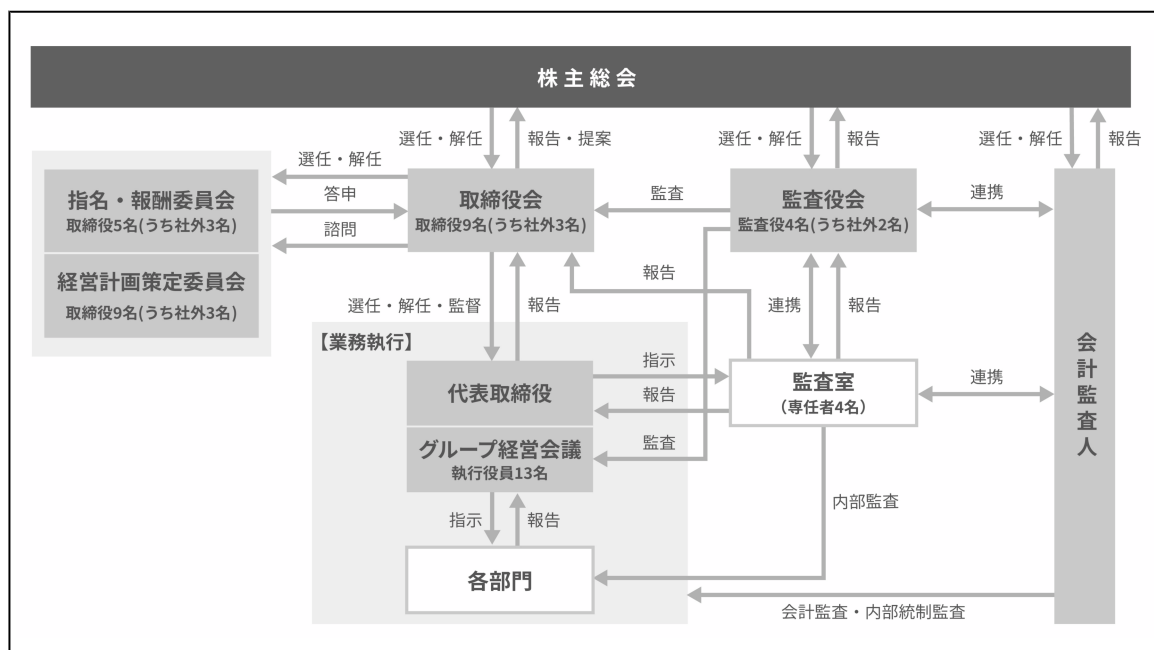 株主総会
選任・解任
報告・提案
選任・解任
報告
選任・解任
報告
選任・解任
答申
諮問
指名・報酬委員会
取締役5名(うち社外3名)
経営計画策定委員会
取締役9名(うち社外3名)
取締役会
取締役9名(うち社外3名)
監査
監査役会
監査役4名(うち社外2名)
連携
選任・解任・監督
報告
報告
連携
報告
【業務執行】
代表取締役
指示
報告
監査室
(専任者4名)
連携
会計監査人
グループ経営会議
執行役員13名
監査
指示
報告
内部監査
各部門
会計監査・内部統制監査